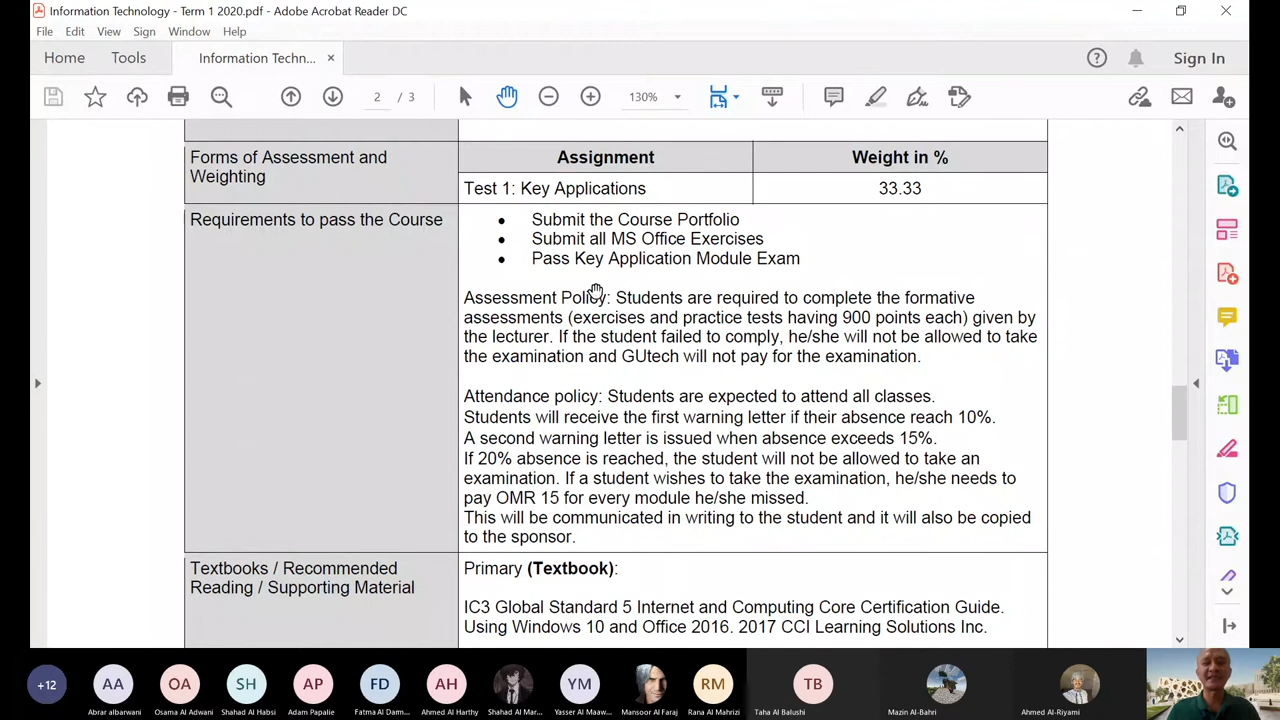 Information Technology - Term 1 2020.pdf - Adobe Acrobat Reader DC
File Edit View Sign Window Help
Home Tools Information Techn... × Sign In
2 / 3 130%
Forms of Assessment and
Weighting
Assignment Weight in %
Test 1: Key Applications 33.33
Requirements to pass the Course
• Submit the Course Portfolio
• Submit all MS Office Exercises
• Pass Key Application Module Exam
Assessment Policy: Students are required to complete the formative
assessments (exercises and practice tests having 900 points each) given by
the lecturer. If the student failed to comply, he/she will not be allowed to take
the examination and GUtech will not pay for the examination.
Attendance policy: Students are expected to attend all classes.
Students will receive the first warning letter if their absence reach 10%.
A second warning letter is issued when absence exceeds 15%.
If 20% absence is reached, the student will not be allowed to take an
examination. If a student wishes to take the examination, he/she needs to
pay OMR 15 for every module he/she missed.
This will be communicated in writing to the student and it will also be copied
to the sponsor.
Textbooks / Recommended
Reading / Supporting Material
Primary (Textbook):
IC3 Global Standard 5 Internet and Computing Core Certification Guide.
Using Windows 10 and Office 2016. 2017 CCI Learning Solutions Inc.
+12 AA OA SH AP FD AH YM RM TB
Abrar albarwani Osama Al Adwani Shahad Al Habsi Adam Papalie Fatma Al Dam... Ahmed Al Harthy Shahad Al Mar... Yasser Al Maaw... Mansoor Al Faraj Rana Al Mahrizi Taha Al Balushi Mazin Al-Bahri Ahmed Al-Riyami